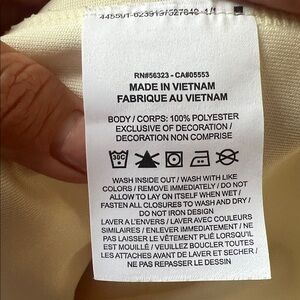 RN#56323 - CA#05553
MADE IN VIETNAM
FABRIQUE AU VIETNAM
BODY / CORPS: 100% POLYESTER
EXCLUSIVE OF DECORATION /
DECORATION NON COMPRISE
30C
WASH INSIDE OUT / WASH WITH LIKE
COLORS / REMOVE IMMEDIATELY / DO NOT
ALLOW TO LAY ON ITSELF WHEN WET /
FASTEN ALL CLOSURES TO WASH AND DRY /
DO NOT IRON DESIGN
LAVER A L'ENVERS / LAVER AVEC COULEURS
SIMILAIRES / ENLEVER IMMEDIATEMENT / NE
PAS LAISSER LE VÊTEMENT PLIÉ LORSQU'IL
EST MOUILLÉ / VEUILLEZ BOUCLER TOUTES
LES ATTACHES AVANT DE LAVER ET SECHER /
NE PAS REPASSER LE DESSIN